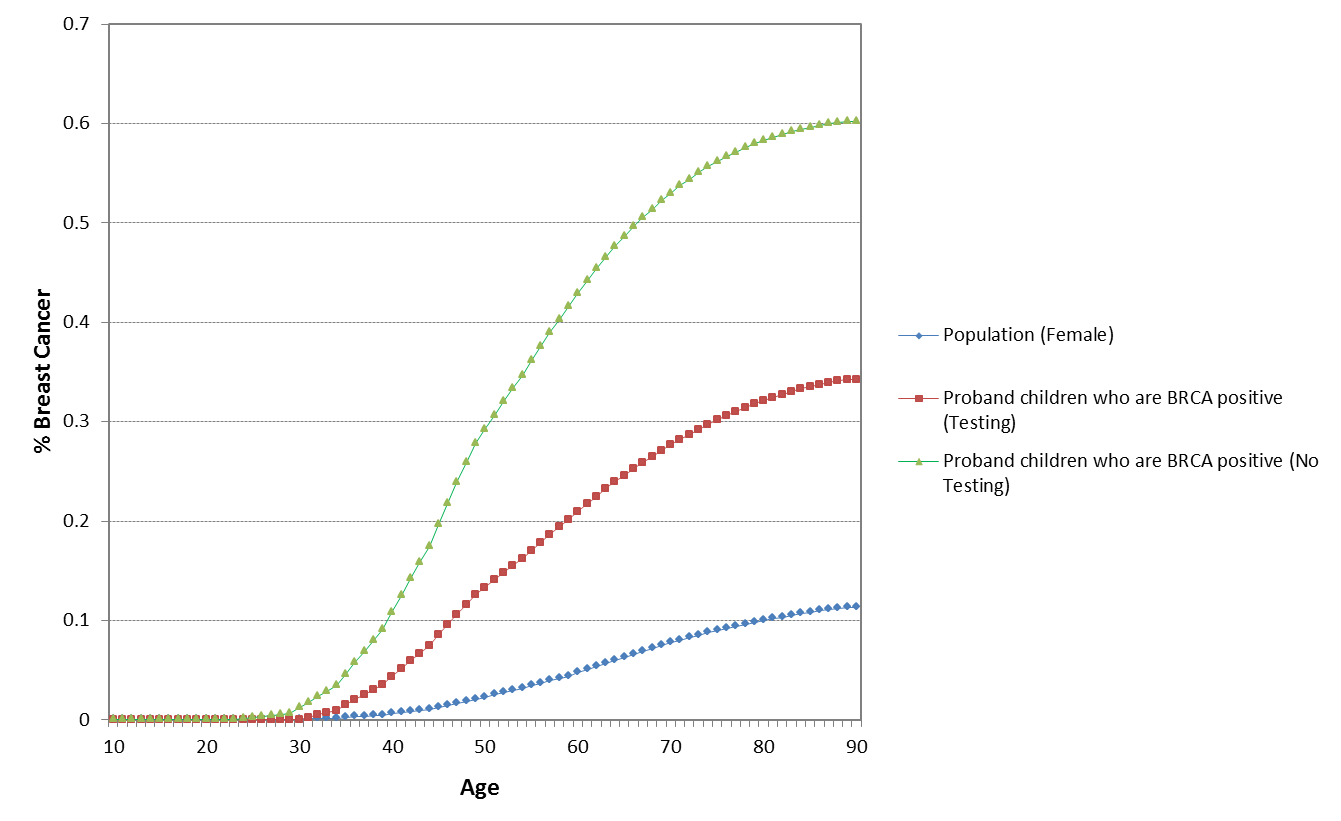 0.7
0.6
0.5
0.4
0.3
0.2
0.1
0
% Breast Cancer
10 20 30 40 50 60 70 80 90
Age
Population (Female)
Proband children who are BRCA positive
(Testing)
Proband children who are BRCA positive (No
Testing)